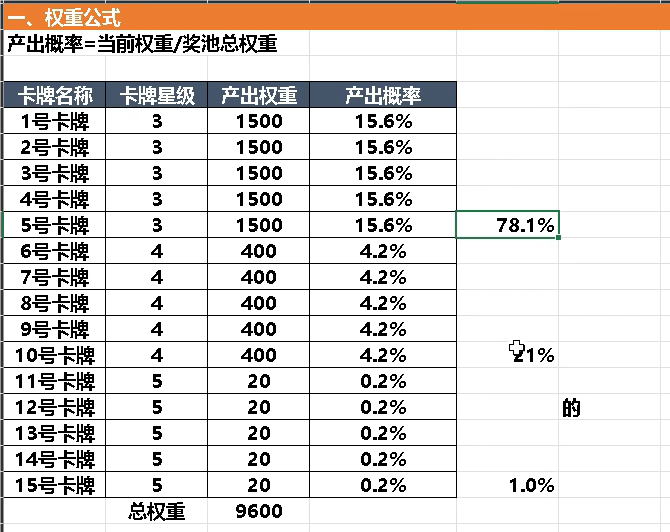 一、权重公式
产出概率=当前权重/奖池总权重
卡牌名称 卡牌星级 产出权重 产出概率
1号卡牌 3 1500 15.6%
2号卡牌 3 1500 15.6%
3号卡牌 3 1500 15.6%
4号卡牌 3 1500 15.6%
5号卡牌 3 1500 15.6% 78.1%
6号卡牌 4 400 4.2%
7号卡牌 4 400 4.2%
8号卡牌 4 400 4.2%
9号卡牌 4 400 4.2%
10号卡牌 4 400 4.2% 21%
11号卡牌 5 20 0.2%
12号卡牌 5 20 0.2% 的
13号卡牌 5 20 0.2%
14号卡牌 5 20 0.2%
15号卡牌 5 20 0.2% 1.0%
总权重 9600